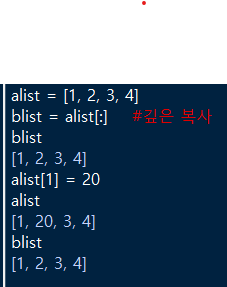 alist = [1, 2, 3, 4]
blist = alist[:] #깊은 복사
blist
[1, 2, 3, 4]
alist[1] = 20
alist
[1, 20, 3, 4]
blist
[1, 2, 3, 4]